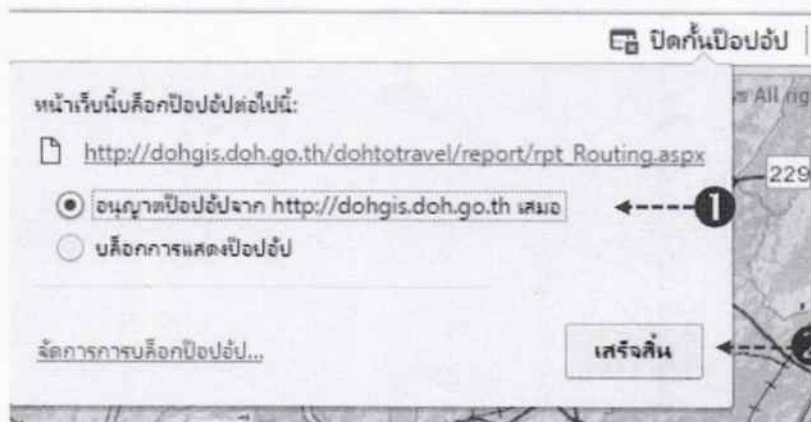 ปิดกั้นป๊อปอัป
s All rig
หน้าเว็บนี้บล็อกป๊อปอัปต่อไปนี้:
http://dohgis.doh.go.th/dohtotravel/report/rpt_Routing.aspx
229
อนุญาตป๊อปอัปจาก http://dohgis.doh.go.th เสมอ
1
บล็อกการแสดงป๊อปอัป
จัดการการบล็อกป๊อปอัป...
เสร็จสิ้น
2